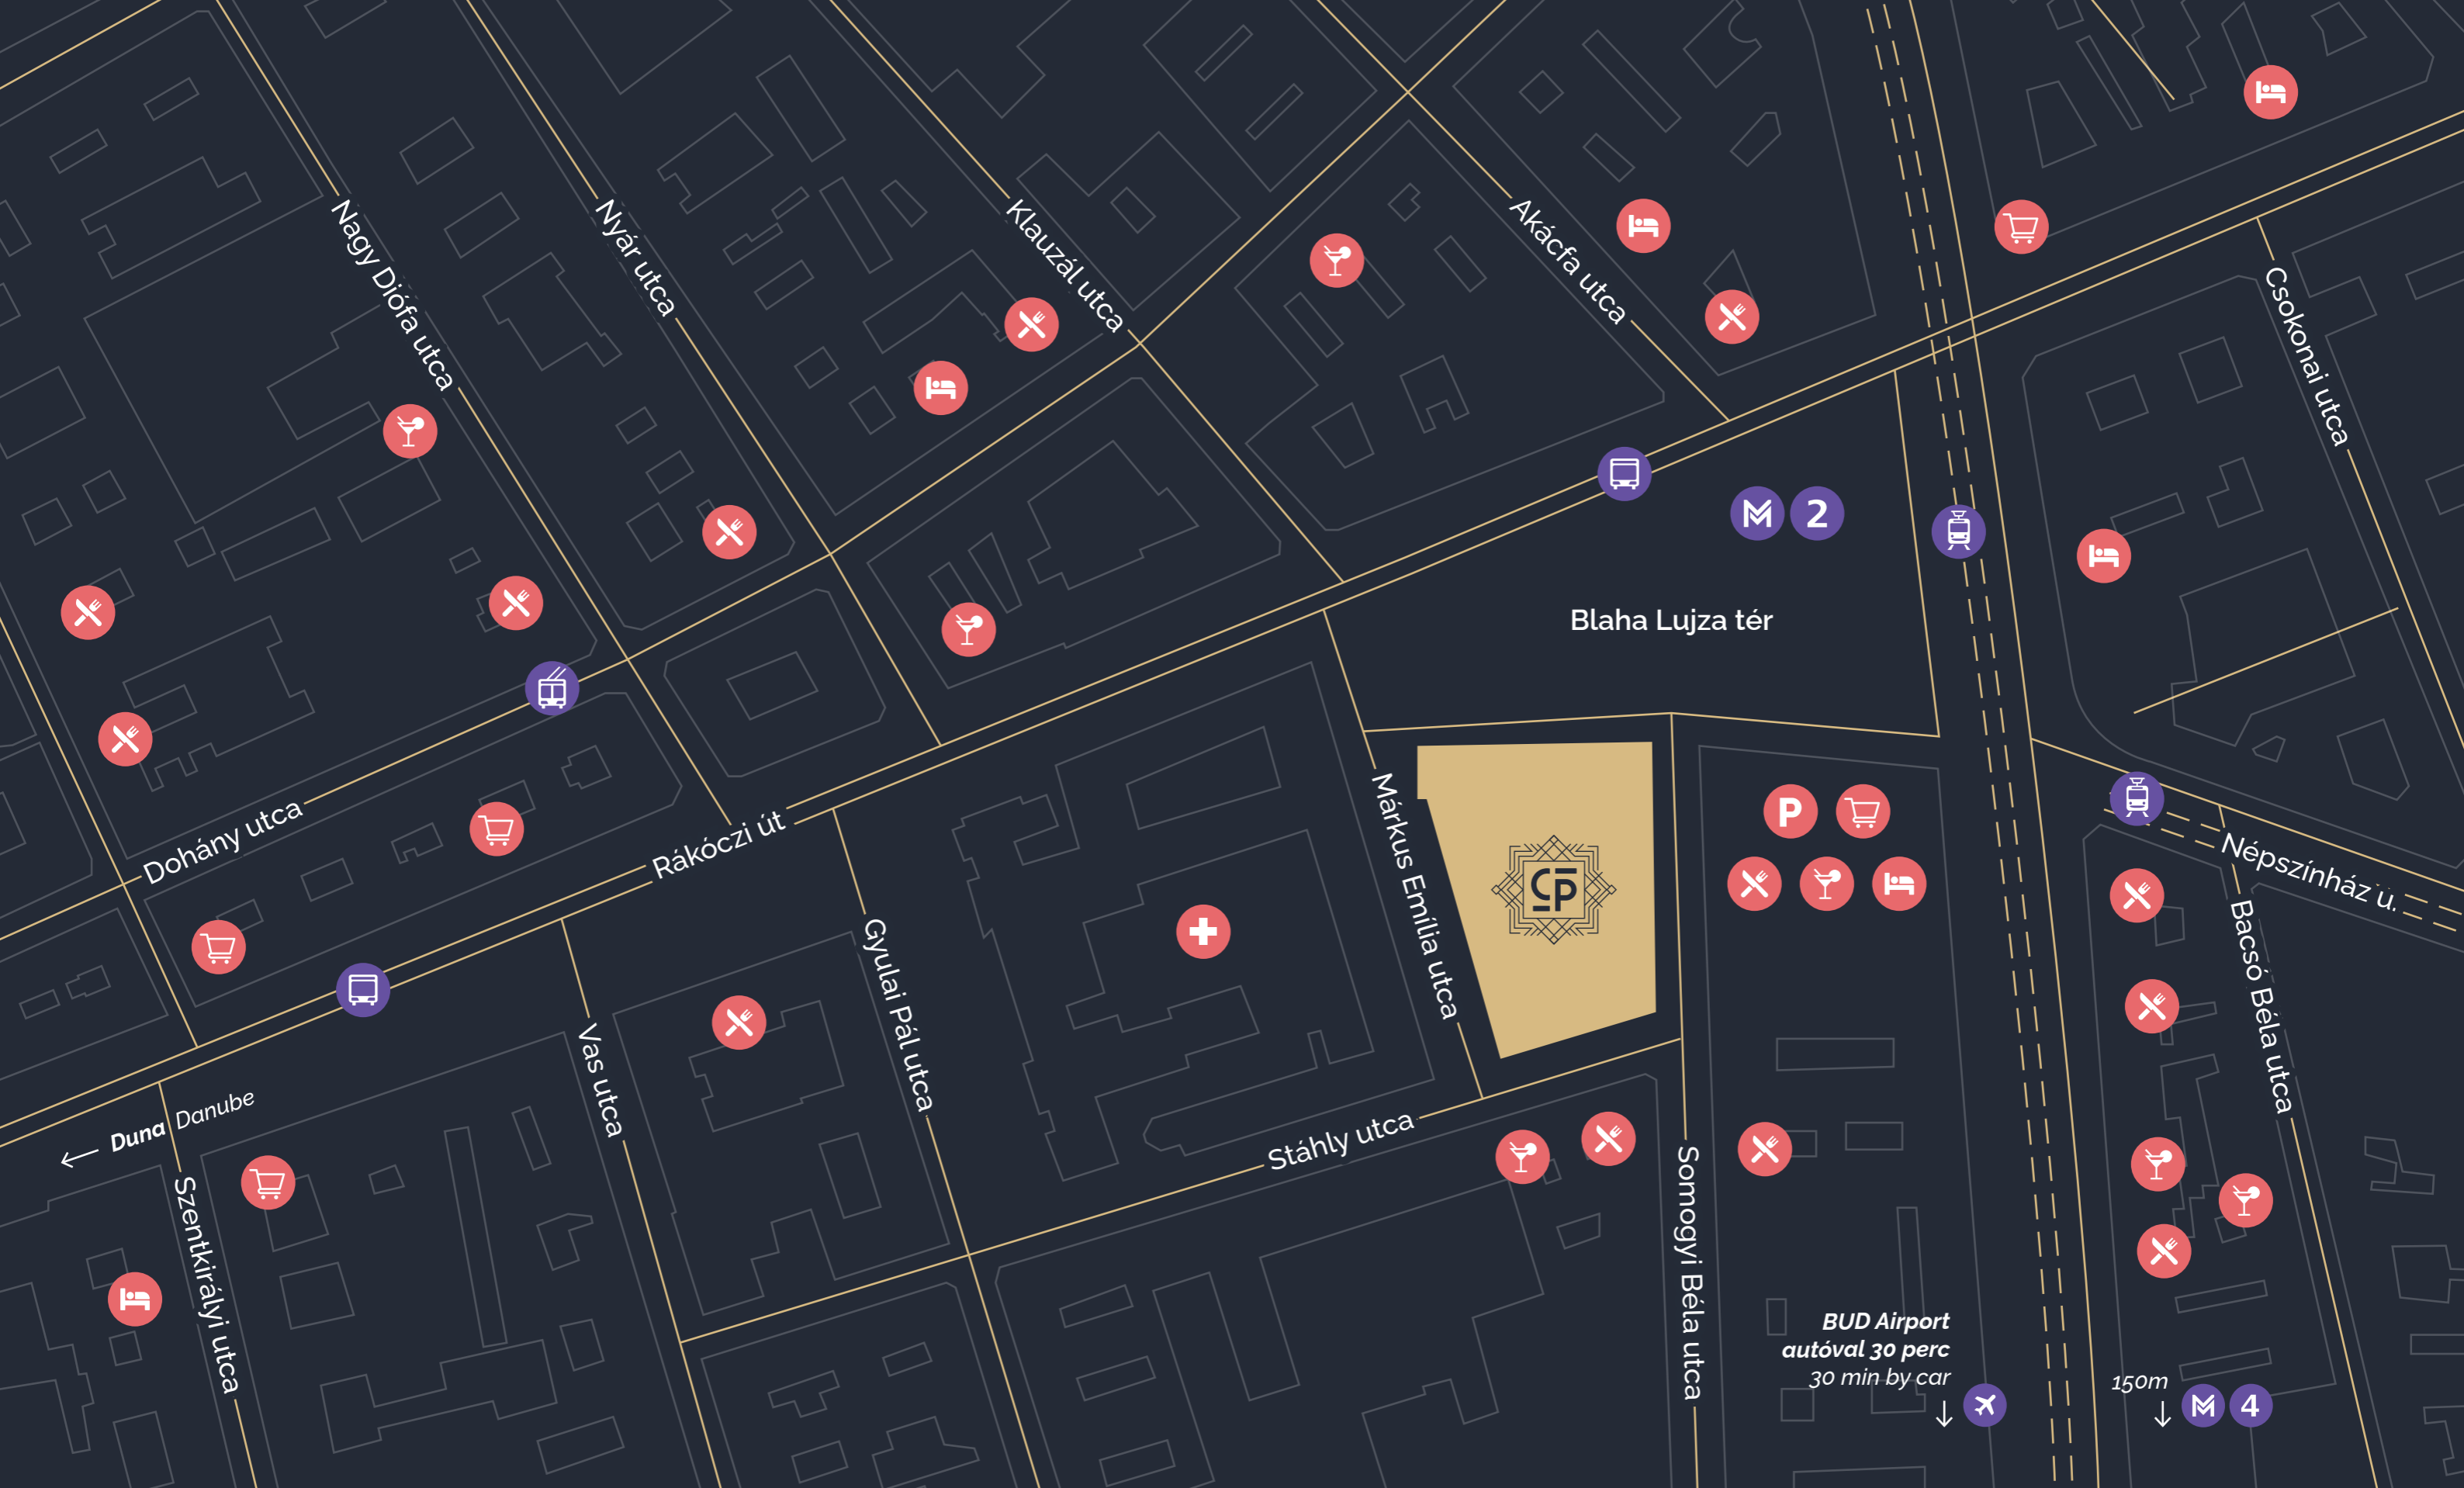 Nagy Diófa utca
Nyár utca
Klauzál utca
Akácfa utca
Csokonai utca
M 2
Blaha Lujza tér
Dohány utca
Rákóczi út
Márkus Emília utca
CP
P
Népszínház u.
Gyulai Pál utca
Bacsó Béla utca
Vas utca
← Duna Danube
Stáhly utca
Szentkirályi utca
Somogyi Béla utca
BUD Airport
autóval 30 perc
30 min by car
↓
150m
↓
M 4